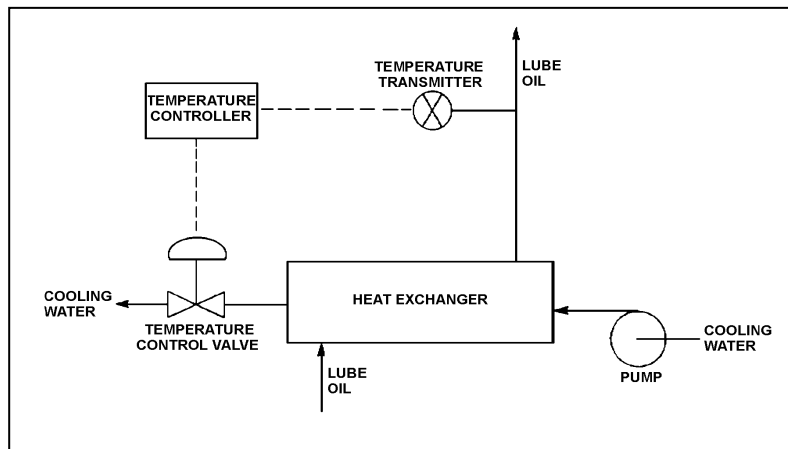 LUBE
OIL
TEMPERATURE
TRANSMITTER
TEMPERATURE
CONTROLLER
HEAT EXCHANGER
COOLING
WATER
TEMPERATURE
CONTROL VALVE
COOLING
WATER
PUMP
LUBE
OIL